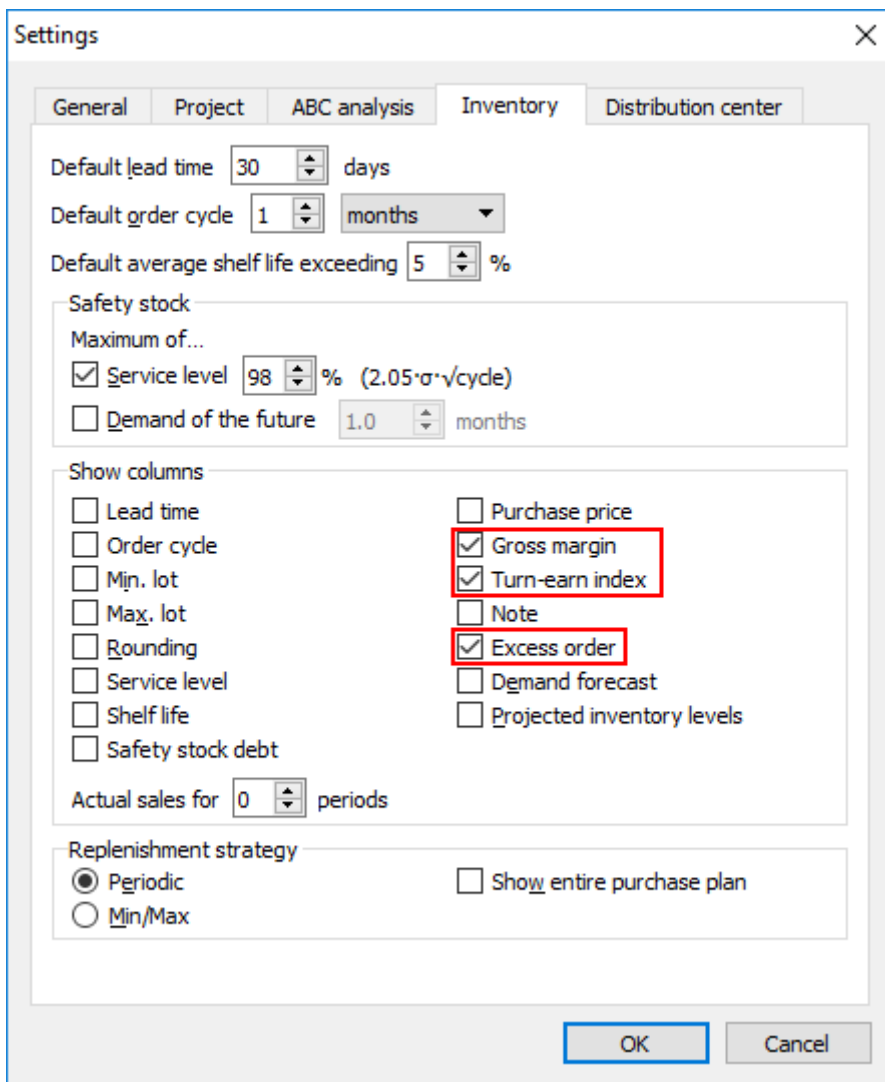 Settings
General Project ABC analysis Inventory Distribution center
Default lead time 30 days
Default order cycle 1 months
Default average shelf life exceeding 5 %
Safety stock
Maximum of...
Service level 98 % (2.05·σ·√cycle)
Demand of the future 1.0 months
Show columns
Lead time
Order cycle
Min. lot
Max. lot
Rounding
Service level
Shelf life
Safety stock debt
Purchase price
Gross margin
Turn-earn index
Note
Excess order
Demand forecast
Projected inventory levels
Actual sales for 0 periods
Replenishment strategy
Periodic
Min/Max
Show entire purchase plan
OK Cancel